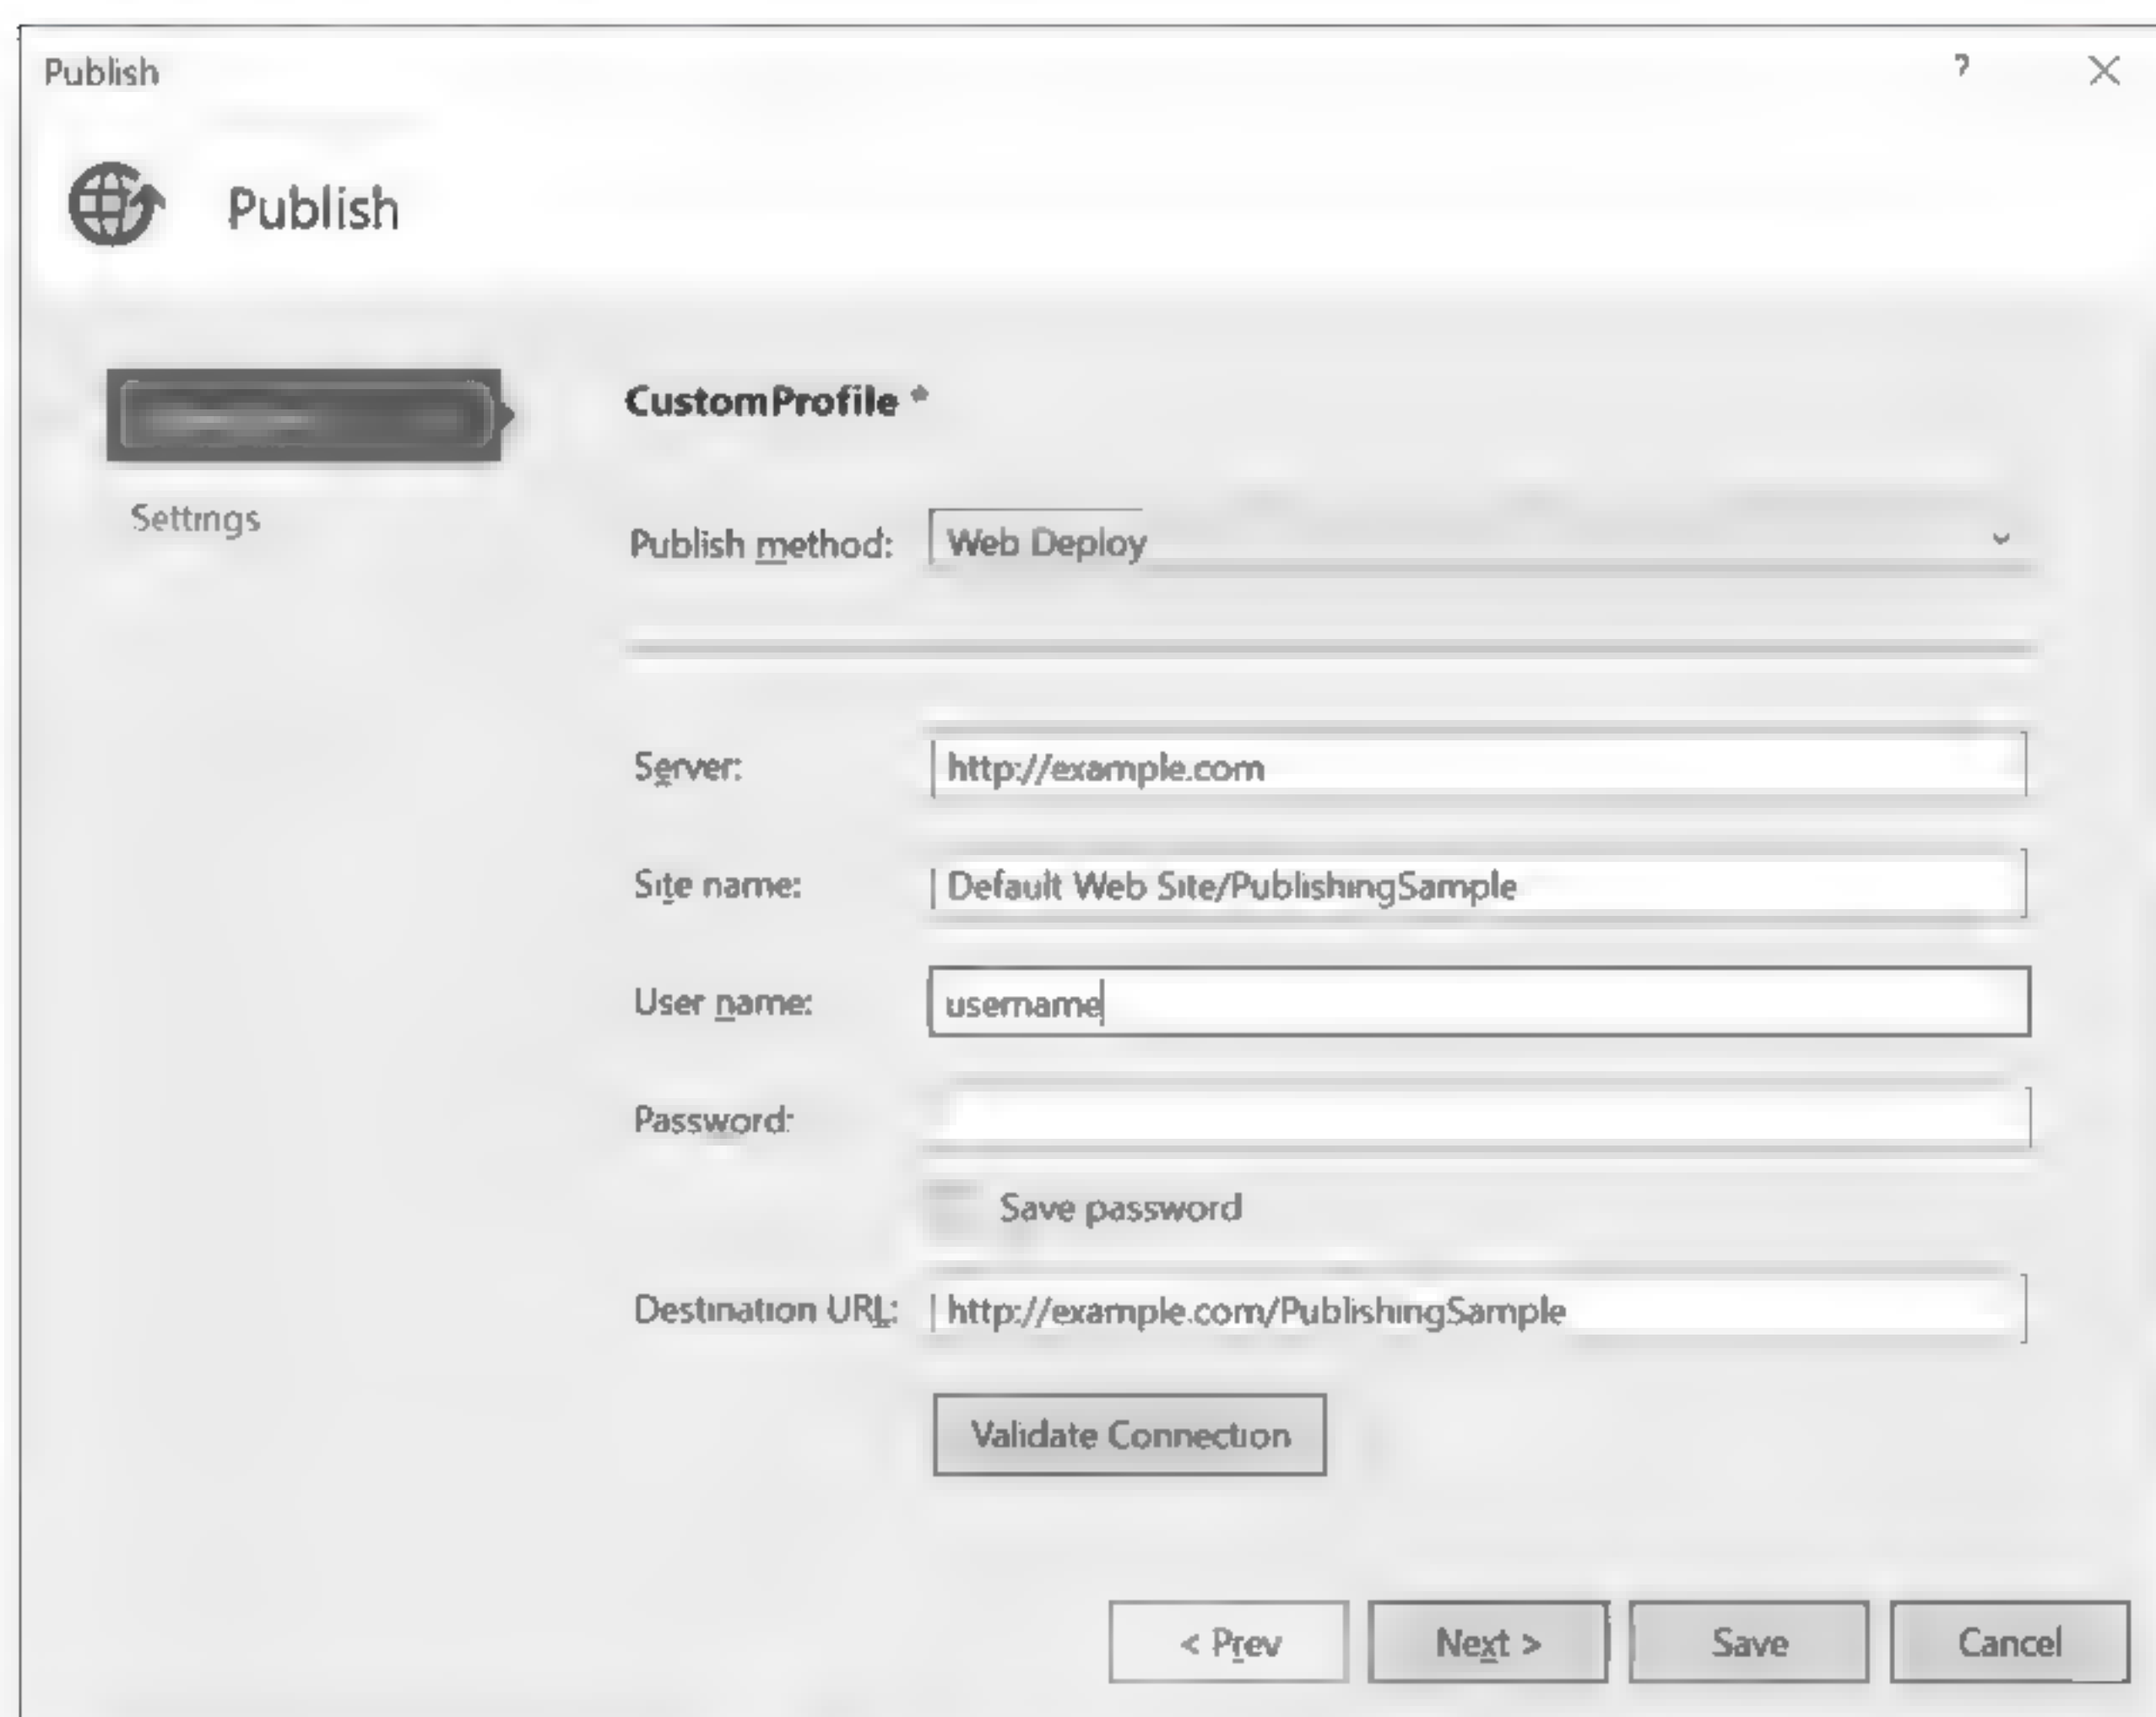 Publish
?
Publish
Settings
CustomProfile *
Publish method: Web Deploy
Server: http://example.com
Site name: Default Web Site/PublishingSample
User name: username
Password:
Save password
Destination URL: http://example.com/PublishingSample
Validate Connection
< Prev Next > Save Cancel